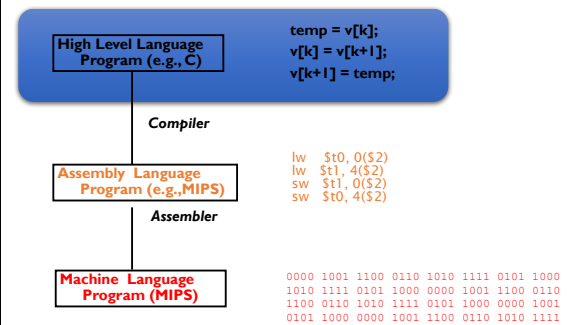 High Level Language
Program (e.g., C)
temp = v[k];
v[k] = v[k+1];
v[k+1] = temp;
Compiler
Assembly Language
Program (e.g.,MIPS)
lw $t0, 0($2)
lw $t1, 4($2)
sw $t1, 0($2)
sw $t0, 4($2)
Assembler
Machine Language
Program (MIPS)
0000 1001 1100 0110 1010 1111 0101 1000
1010 1111 0101 1000 0000 1001 1100 0110
1100 0110 1010 1111 0101 1000 0000 1001
0101 1000 0000 1001 1100 0110 1010 1111